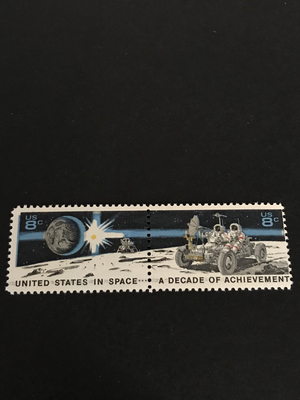 US
8c
US
8c
UNITED STATES IN SPACE...
A DECADE OF ACHIEVEMENT